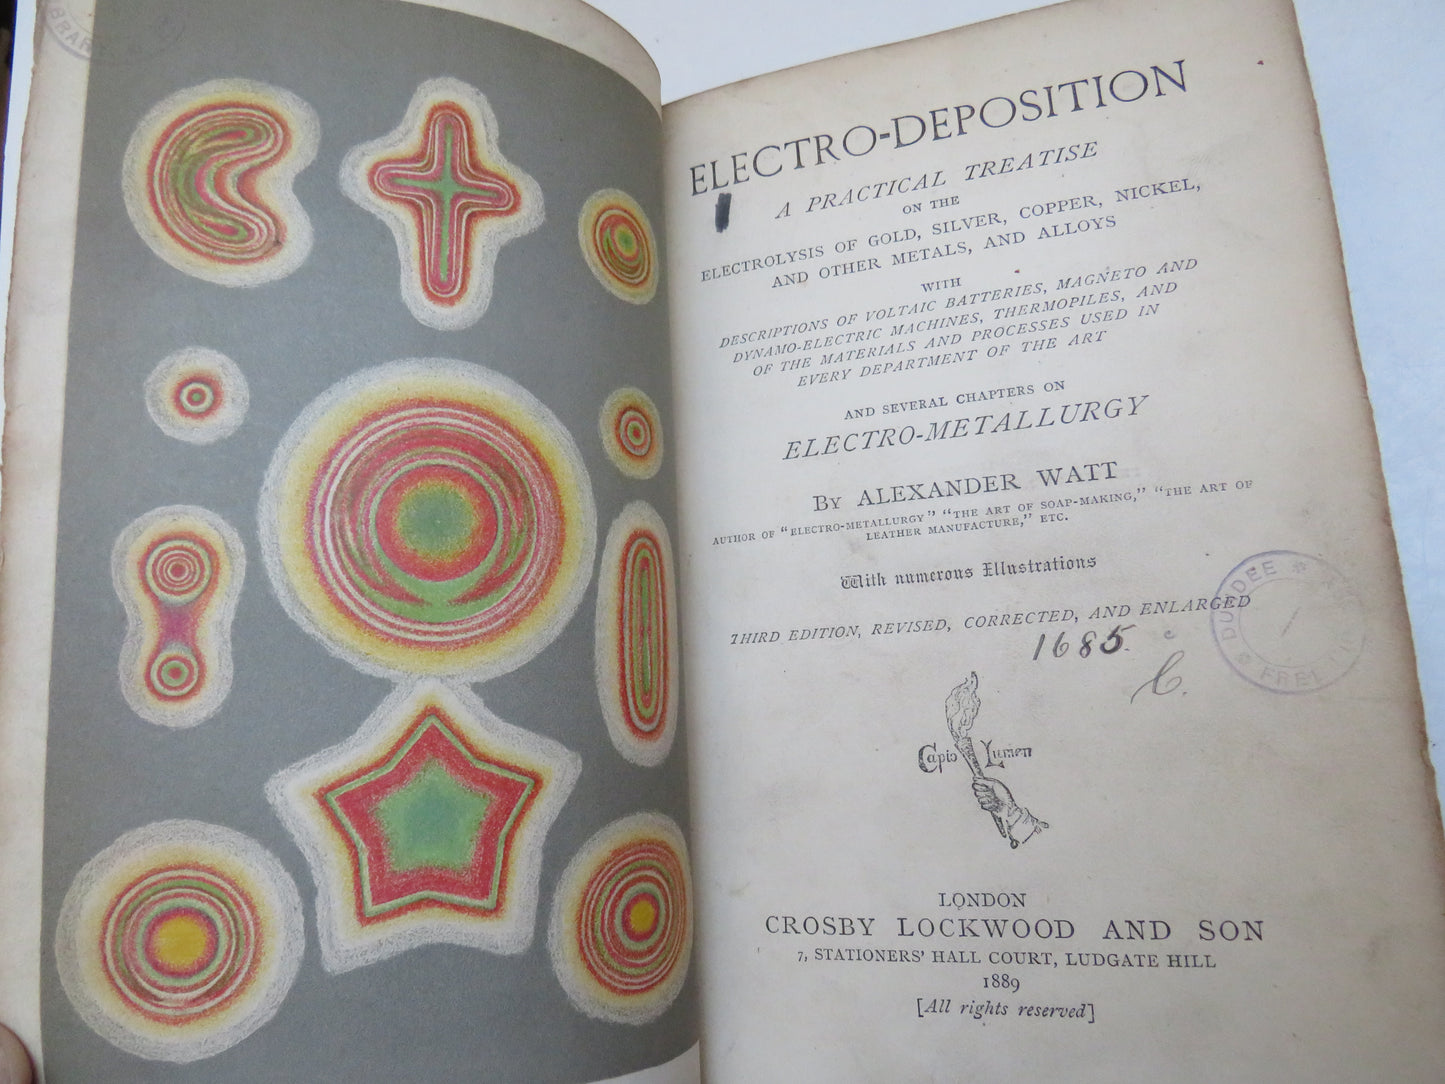 ELECTRO-DEPOSITION
A PRACTICAL TREATISE
ON THE
ELECTROLYSIS OF GOLD, SILVER, COPPER, NICKEL,
AND OTHER METALS, AND ALLOYS
WITH
DESCRIPTIONS OF VOLTAIC BATTERIES, MAGNETO AND
DYNAMO-ELECTRIC MACHINES, THERMOPILES, AND
OF THE MATERIALS AND PROCESSES USED IN
EVERY DEPARTMENT OF THE ART
AND SEVERAL CHAPTERS ON
ELECTRO-METALLURGY
BY ALEXANDER WATT
AUTHOR OF "ELECTRO-METALLURGY" "THE ART OF SOAP-MAKING," "THE ART OF
LEATHER MANUFACTURE," ETC.
With numerous Illustrations
THIRD EDITION, REVISED, CORRECTED, AND ENLARGED
1685
C.
DUNDEE * * FREE
Capio Lumen
LONDON
CROSBY LOCKWOOD AND SON
7, STATIONERS' HALL COURT, LUDGATE HILL
1889
[All rights reserved]